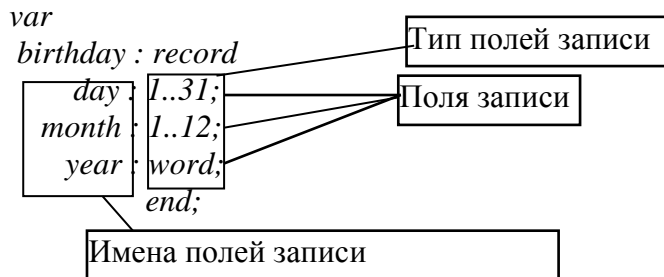 var
birthday : record
Тип полей записи
day : 1..31;
Поля записи
month : 1..12;
year : word;
end;
Имена полей записи